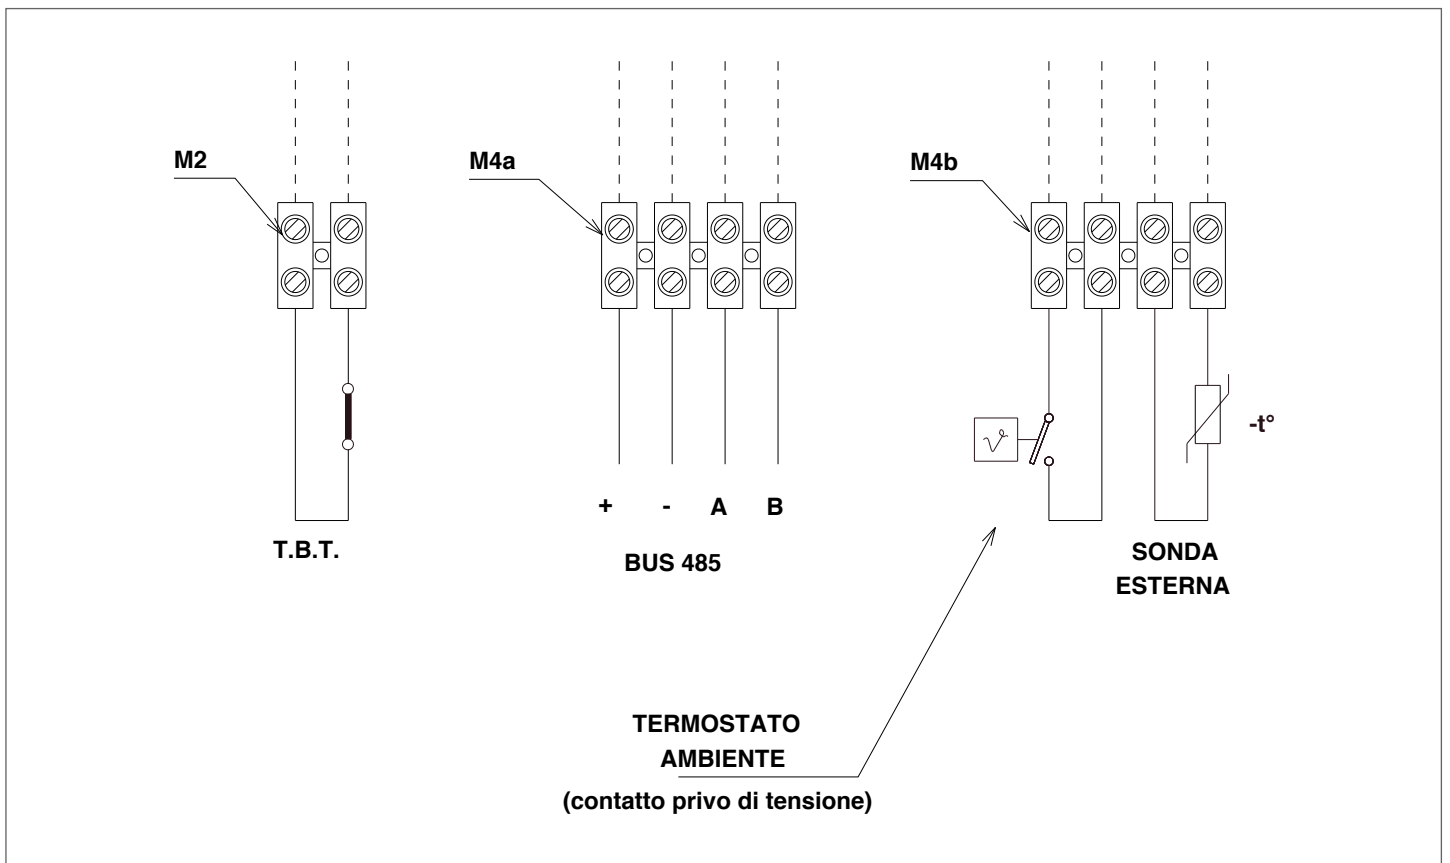 M2
M4a
M4b
-t°
+ - A B
T.B.T.
BUS 485
SONDA
ESTERNA
TERMOSTATO
AMBIENTE
(contatto privo di tensione)